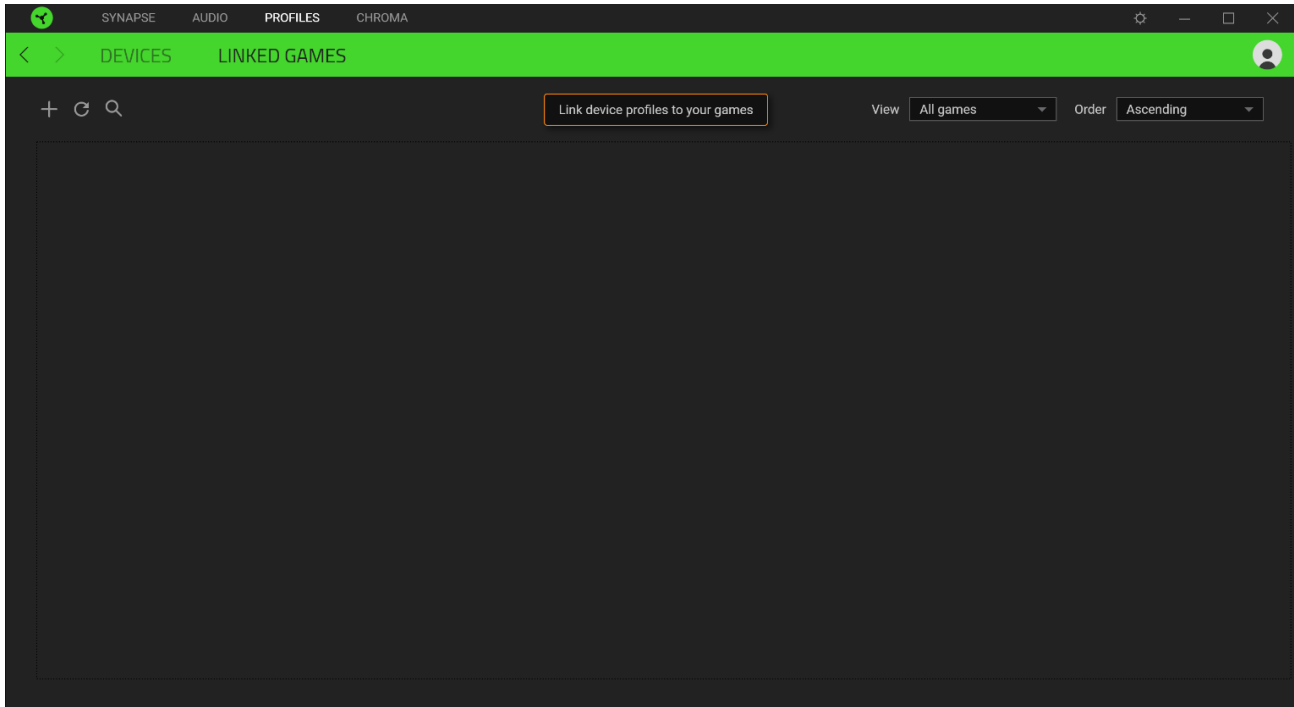 SYNAPSE AUDIO PROFILES CHROMA
DEVICES LINKED GAMES
Link device profiles to your games View All games Order Ascending